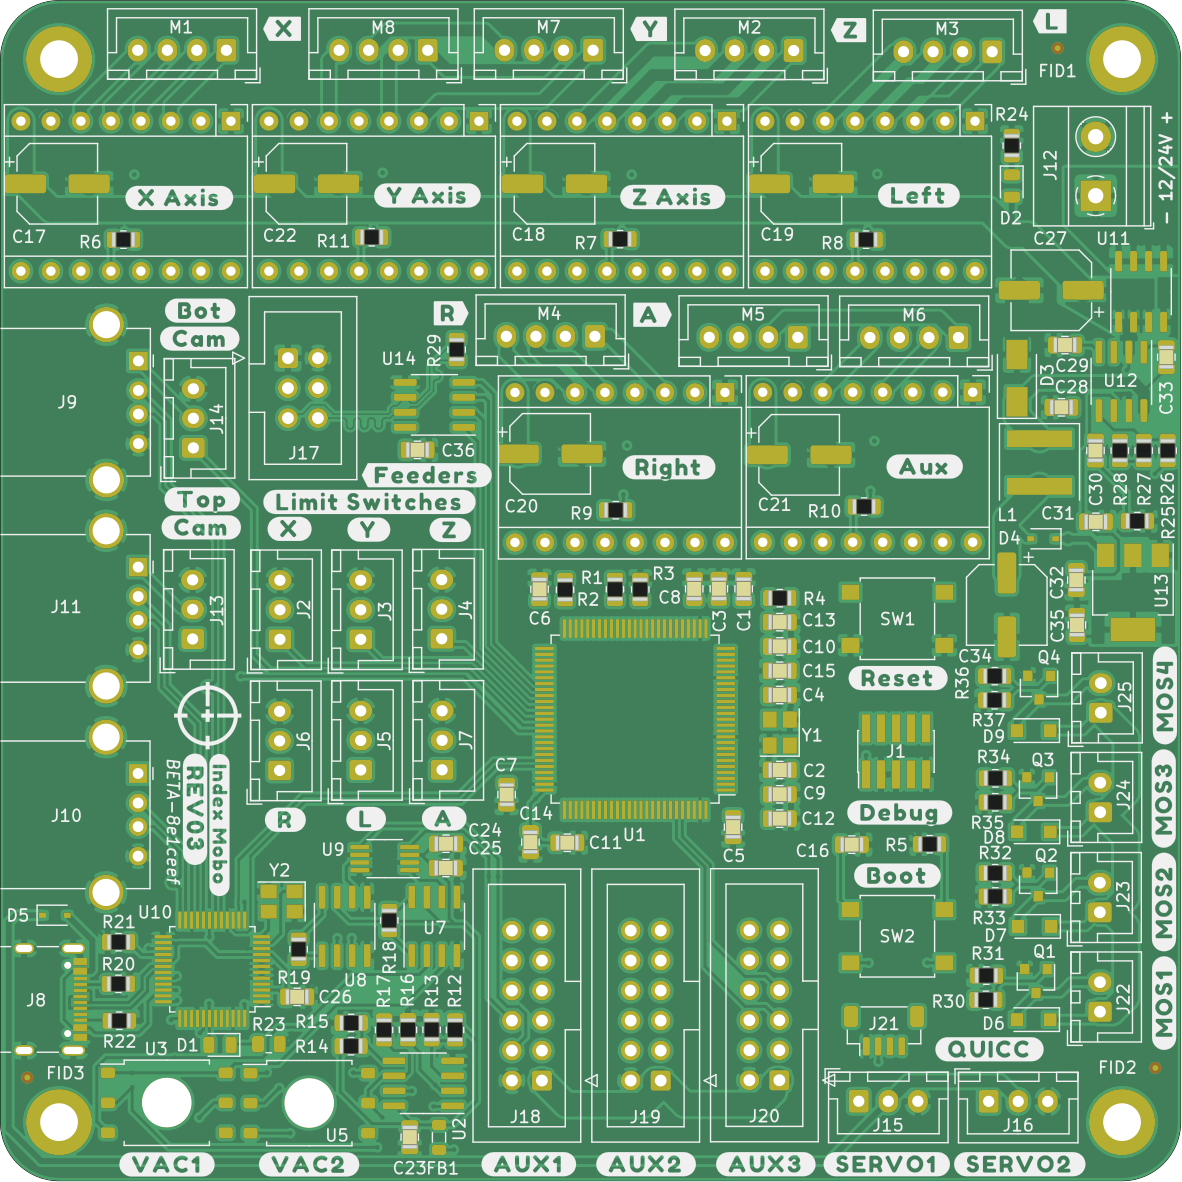 M1
X
M8
M7
Y
M2
Z
M3
L
FID1
R24
J12
- 12/24V +
D2
X Axis
Y Axis
Z Axis
Left
C17
R6
C22
R11
C18
R7
C19
R8
C27
U11
Bot
Cam
R
M4
A
M5
M6
U14
R29
C29
D3
C28
U12
C33
J9
J14
J17
C36
Feeders
Right
Aux
Top
Cam
Limit Switches
X
Y
Z
C20
R9
C21
R10
C30
R28
R27
R26
R25
L1
C31
D4
J11
J13
J2
J3
J4
C6
R1
R2
R3
C8
C3
C1
R4
C13
C10
C15
C4
Y1
C2
C9
C12
SW1
Reset
C34
C32
C35
U13
R36
Q4
J25
MOS4
R37
D9
J6
J5
J7
J1
Debug
R34
Q3
J24
MOS3
R35
D8
Index Mobo
REV03
BETA-8e1.ceef
J10
R
L
A
C7
C14
C11
U1
C5
C16
R5
Boot
C24
C25
U9
Y2
R32
Q2
J23
MOS2
R33
D7
D5
R21
U10
R20
R22
J8
R19
U8
R18
U7
C26
R17
R16
R13
R12
R15
R14
SW2
R31
Q1
R30
D6
J22
MOS1
D1
R23
U3
FID3
J21
QUICC
FID2
U5
U2
C23
FB1
J18
J19
J20
J15
J16
VAC1
VAC2
AUX1
AUX2
AUX3
SERVO1
SERVO2